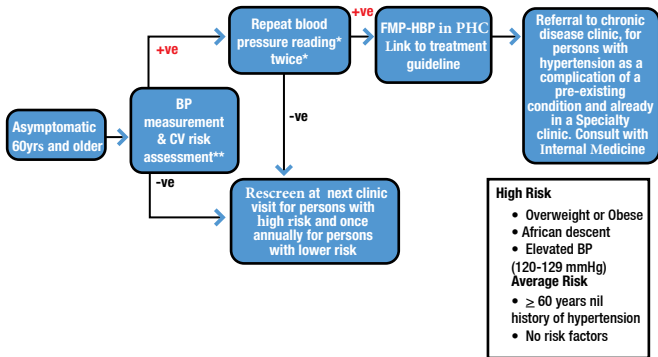 Asymptomatic
60yrs and older
+ve
BP
measurement
& CV risk
assessment**
-ve
Repeat blood
pressure reading*
twice*
+ve
-ve
FMP-HBP in PHC
Link to treatment
guideline
Referral to chronic
disease clinic, for
persons with
hypertension as a
complication of a
pre-existing
condition and already
in a Specialty
clinic. Consult with
Internal Medicine
Rescreen at next clinic
visit for persons with
high risk and once
annually for persons
with lower risk
High Risk
• Overweight or Obese
• African descent
• Elevated BP
(120-129 mmHg)
Average Risk
• ≥ 60 years nil
history of hypertension
• No risk factors